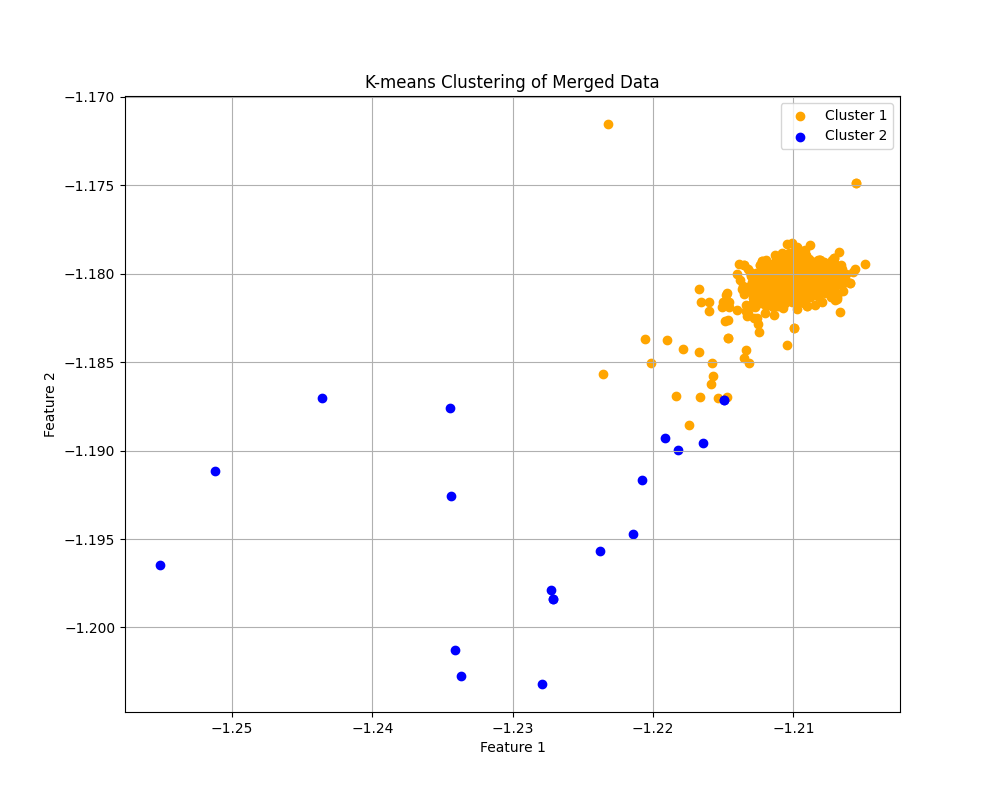 K-means Clustering of Merged Data
Cluster 1
Cluster 2
−1.170
−1.175
−1.180
−1.185
−1.190
−1.195
−1.200
Feature 2
−1.25
−1.24
−1.23
−1.22
−1.21
Feature 1